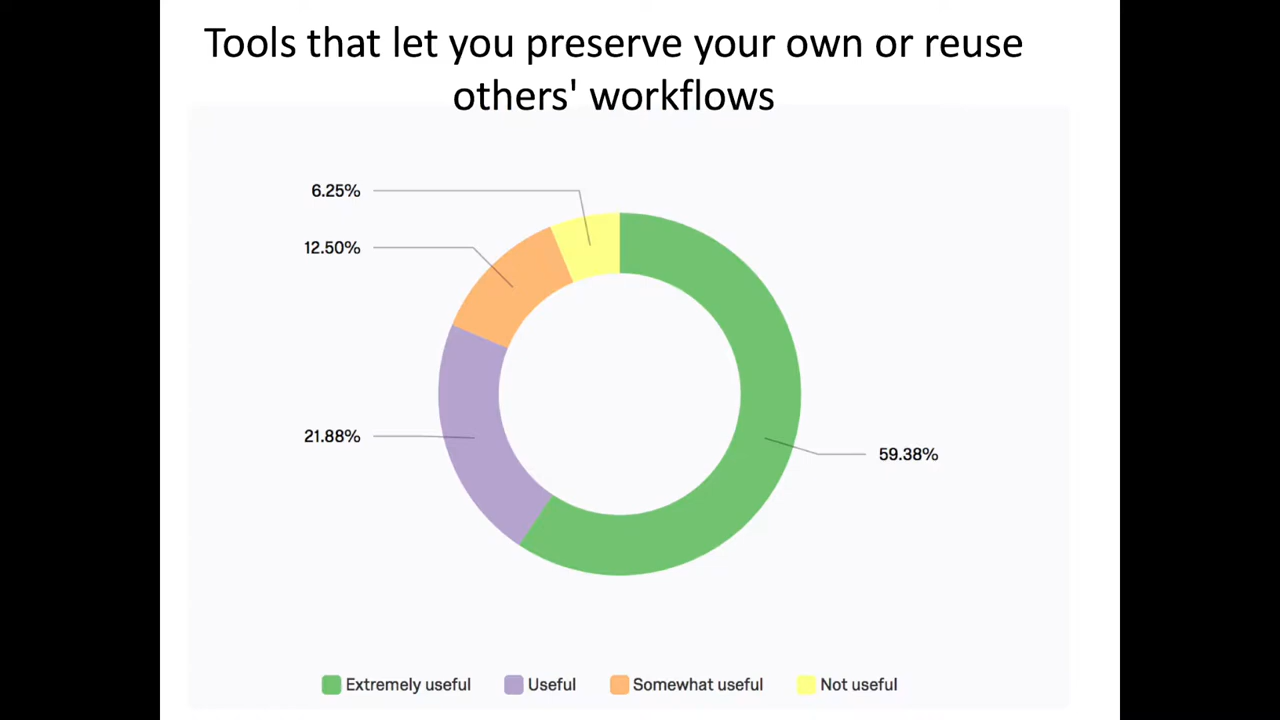 Tools that let you preserve your own or reuse
others' workflows
6.25%
12.50%
21.88%
59.38%
Extremely useful
Useful
Somewhat useful
Not useful